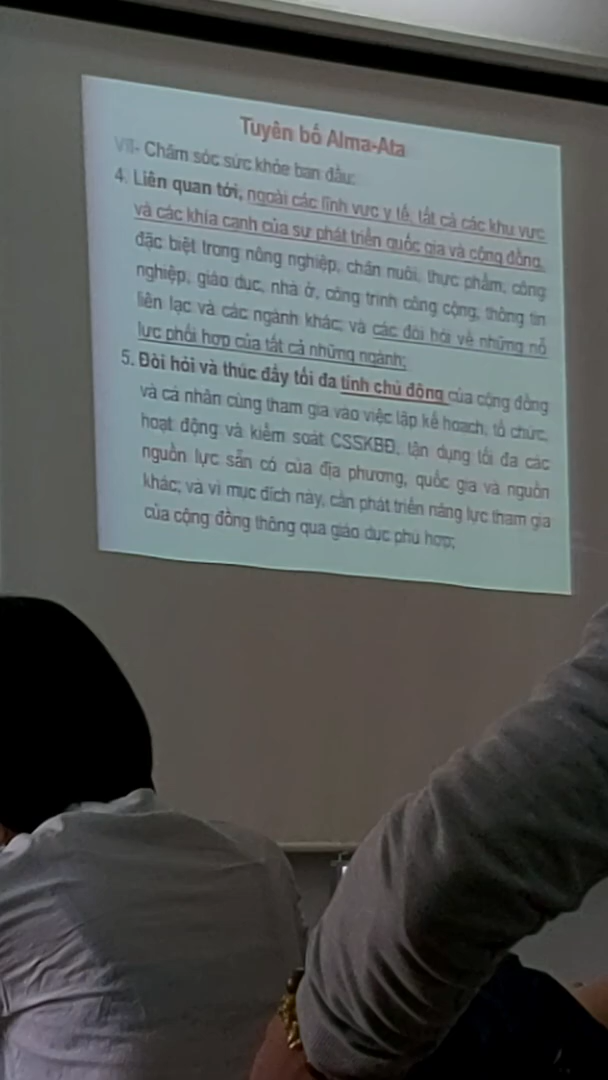 Tuyên bố Alma-Ata
VII- Chăm sóc sức khỏe ban đầu:
4. Liên quan tới, ngoài các lĩnh vực y tế, tất cả các khu vực
và các khía cạnh của sự phát triển quốc gia và cộng đồng,
đặc biệt trong nông nghiệp, chăn nuôi, thực phẩm, công
nghiệp, giáo dục, nhà ở, công trình công cộng, thông tin
liên lạc và các ngành khác; và các đòi hỏi về những nỗ
lực phối hợp của tất cả những ngành;
5. Đòi hỏi và thúc đẩy tối đa tính chủ động của cộng đồng
và cá nhân cùng tham gia vào việc lập kế hoạch, tổ chức,
hoạt động và kiểm soát CSSKBĐ, tận dụng tối đa các
nguồn lực sẵn có của địa phương, quốc gia và nguồn
khác; và vì mục đích này, cần phát triển năng lực tham gia
của cộng đồng thông qua giáo dục phù hợp;